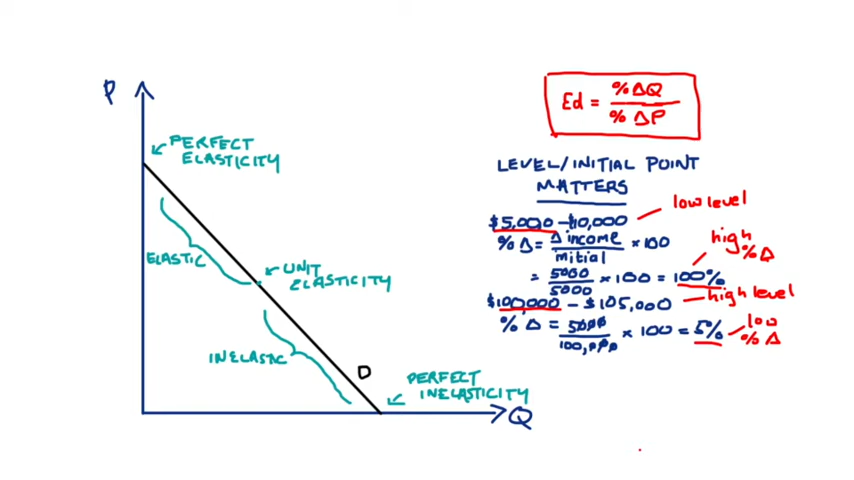 P
PERFECT
ELASTICITY
ELASTIC
UNIT
ELASTICITY
INELASTIC
D
PERFECT
INELASTICITY
Q
Ed = %ΔQ / %ΔP
LEVEL/INITIAL POINT
MATTERS
$5,000 - $10,000
low level
%Δ = Δ income / initial × 100
= 5000 / 5000 × 100 = 100%
high
%Δ
$100,000 - $105,000
high level
%Δ = 5000 / 100,000 × 100 = 5%
low
%Δ